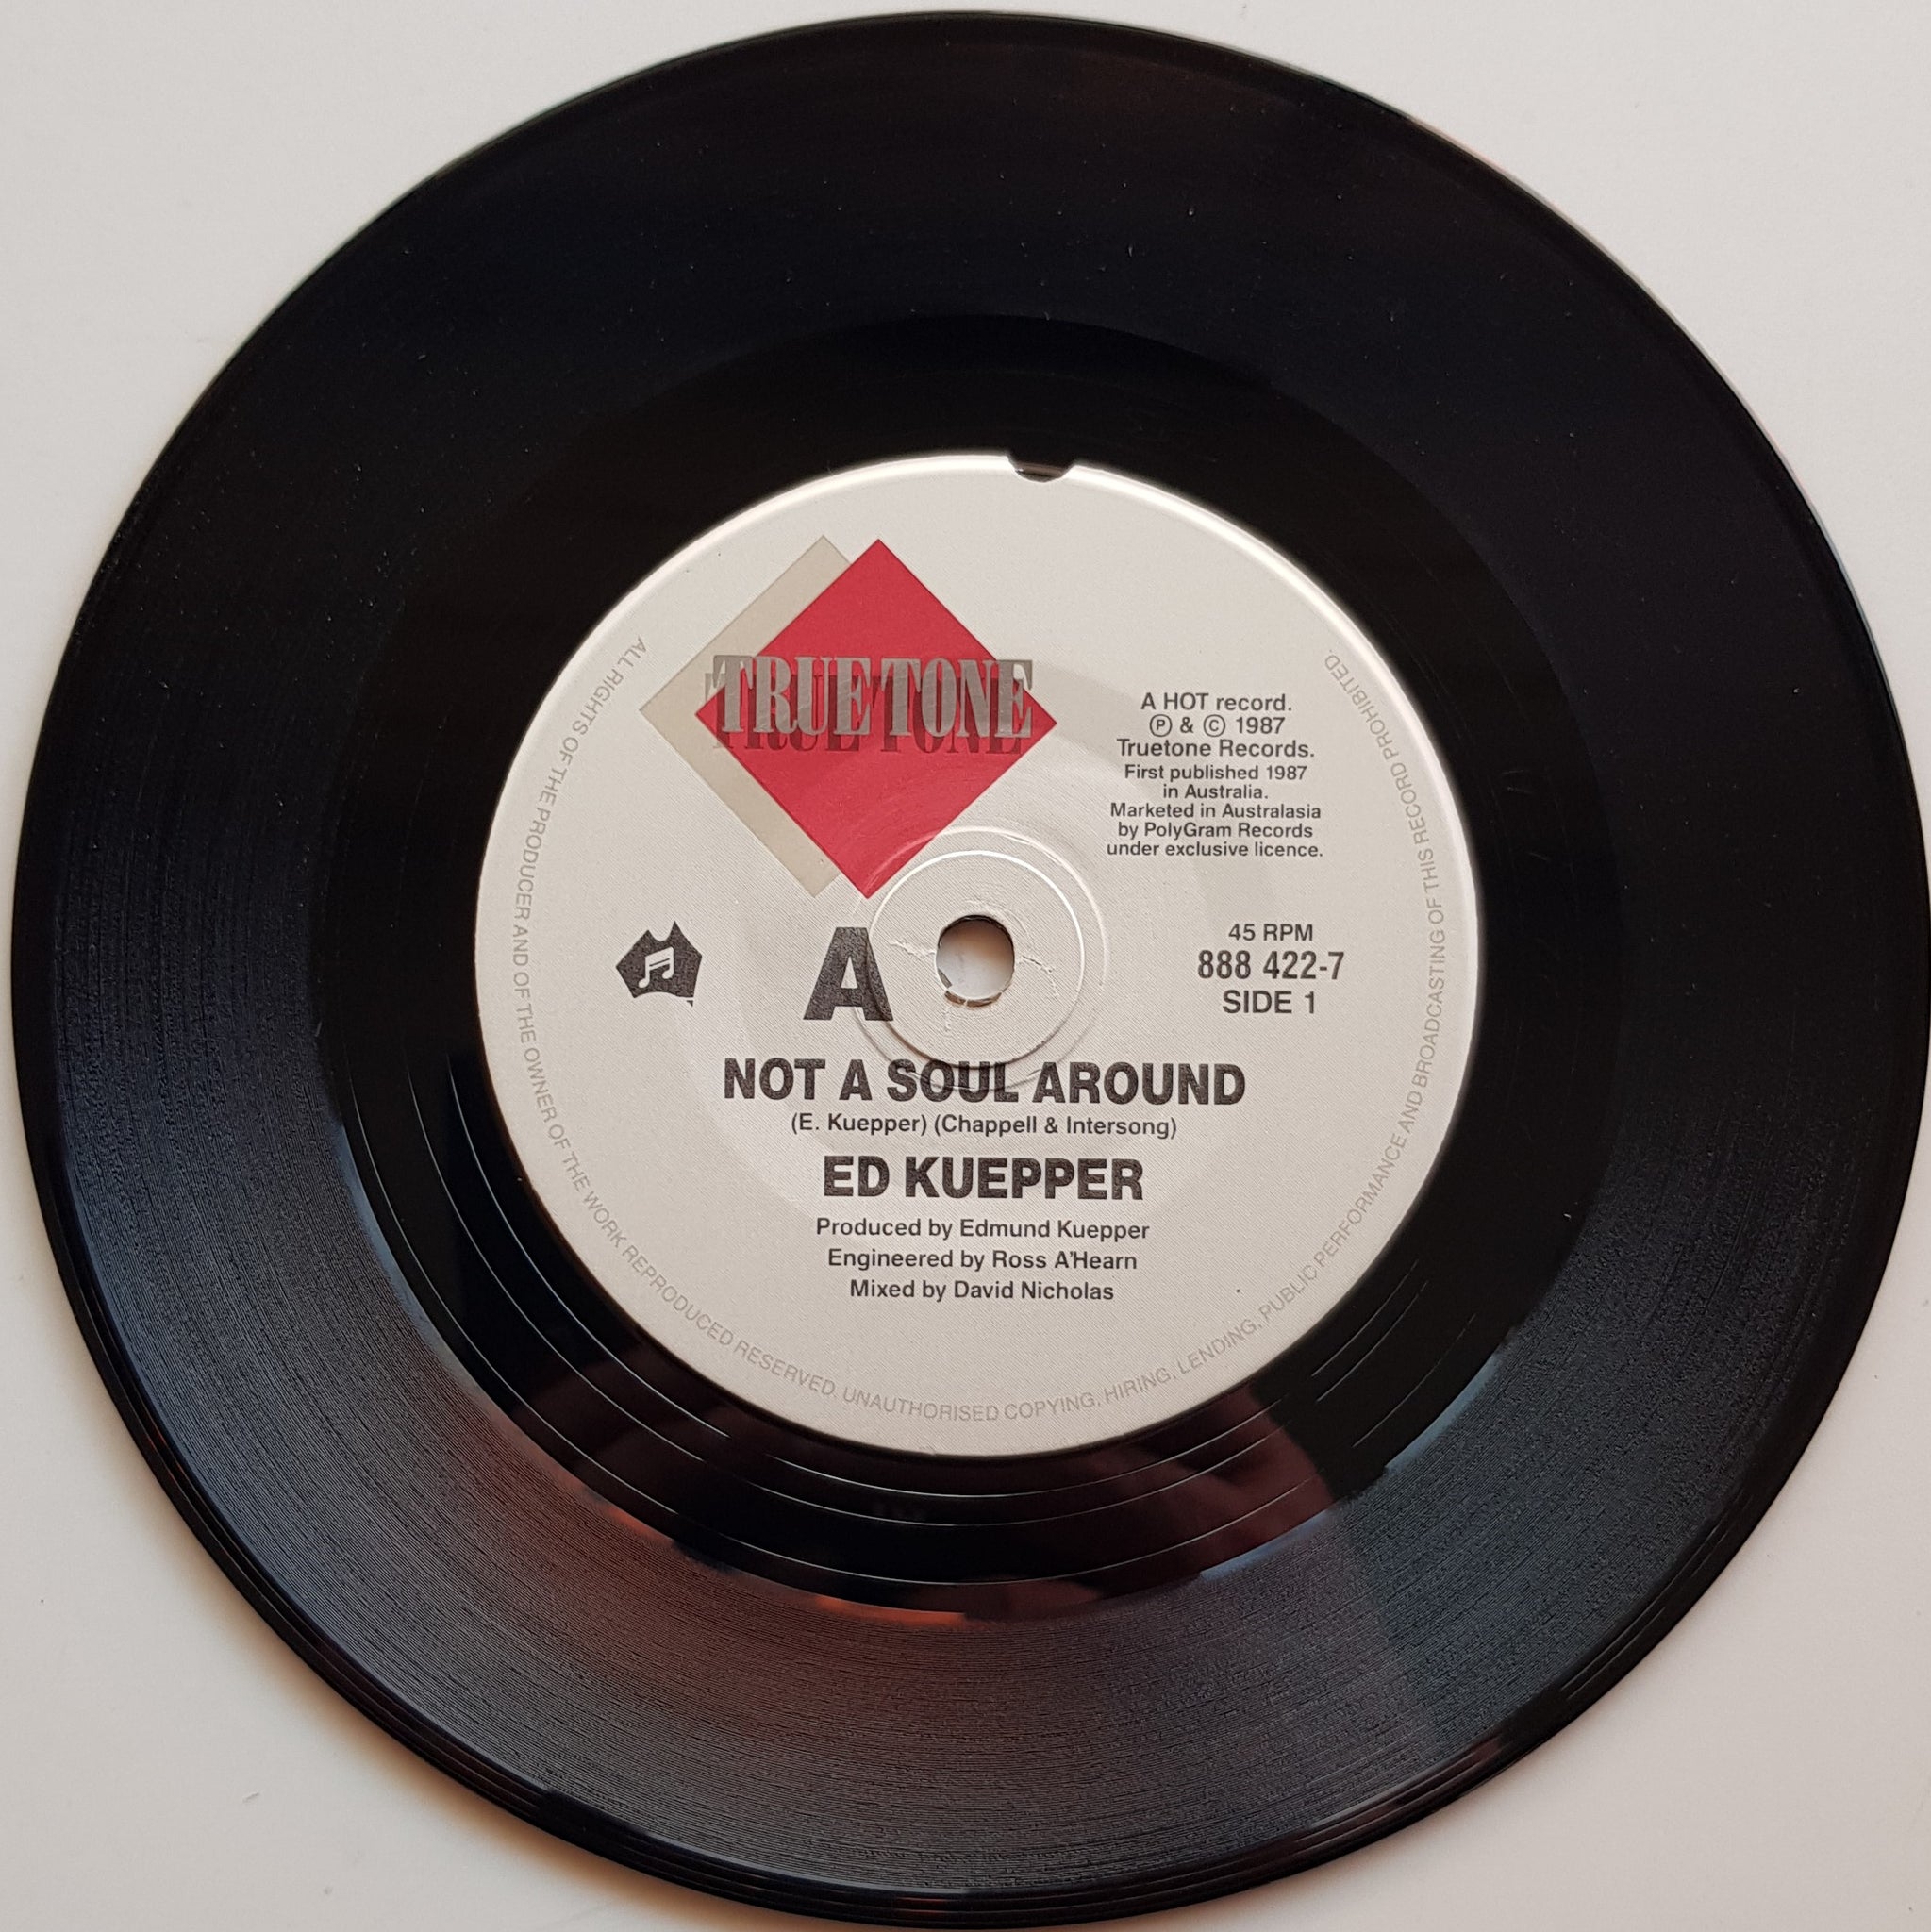 TRUETONE
A HOT record.
Ⓟ & © 1987
Truetone Records.
First published 1987
in Australia.
Marketed in Australasia
by PolyGram Records
under exclusive licence.
A
45 RPM
888 422-7
SIDE 1
NOT A SOUL AROUND
(E. Kuepper) (Chappell & Intersong)
ED KUEPPER
Produced by Edmund Kuepper
Engineered by Ross A'Hearn
Mixed by David Nicholas
ALL RIGHTS OF THE PRODUCER AND OF THE OWNER OF THE WORK REPRODUCED RESERVED. UNAUTHORISED COPYING, HIRING, LENDING, PUBLIC PERFORMANCE AND BROADCASTING OF THIS RECORD PROHIBITED.